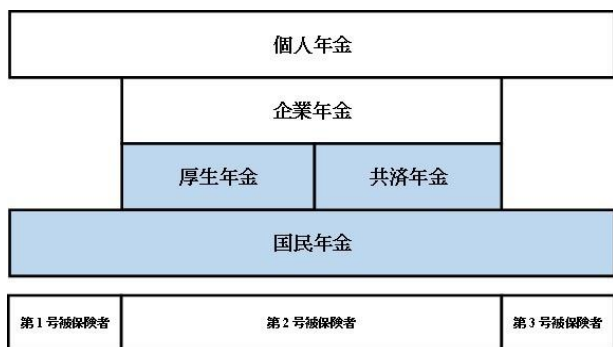 個人年金
企業年金
厚生年金
共済年金
国民年金
第1号被保険者
第2号被保険者
第3号被保険者